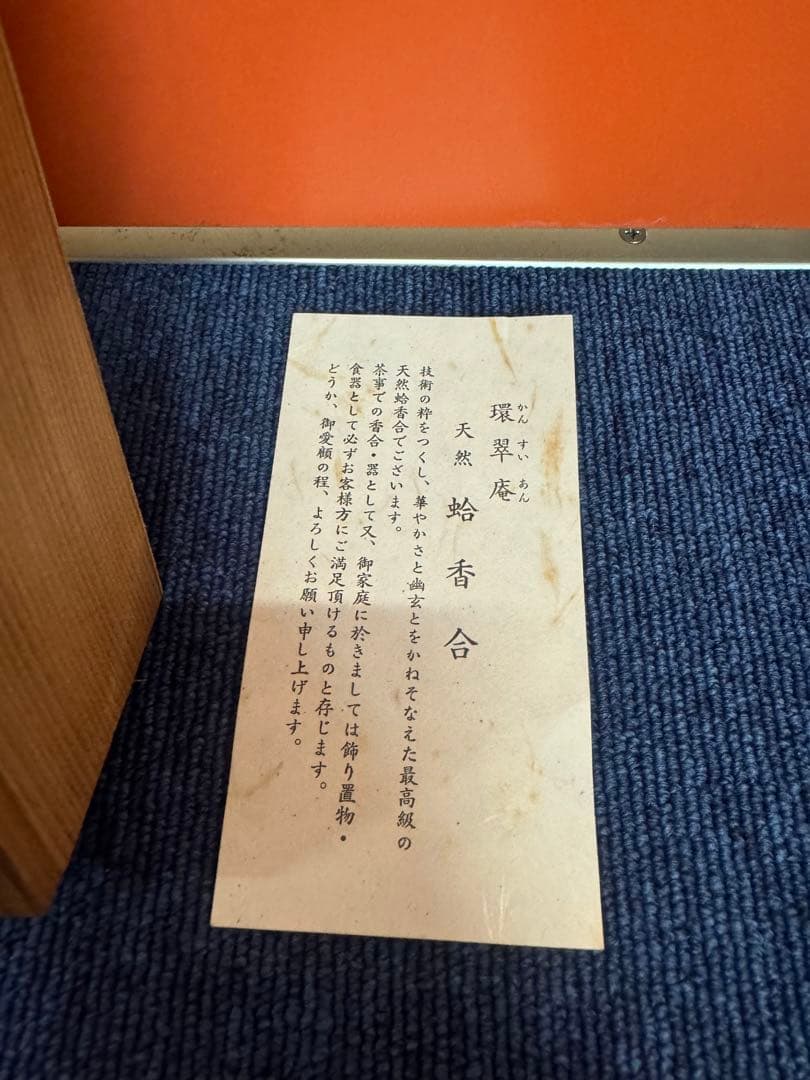 環翠庵
かんすいあん
天然 蛤香合
技術の粋をつくし、華やかさと幽玄とをかねそなえた最高級の
天然蛤香合でございます。
茶事での香合・器として又、御家庭に於きましては飾り置物・
食器として必ずお客様方にご満足頂けるものと存じます。
どうか、御愛顧の程、よろしくお願い申し上げます。